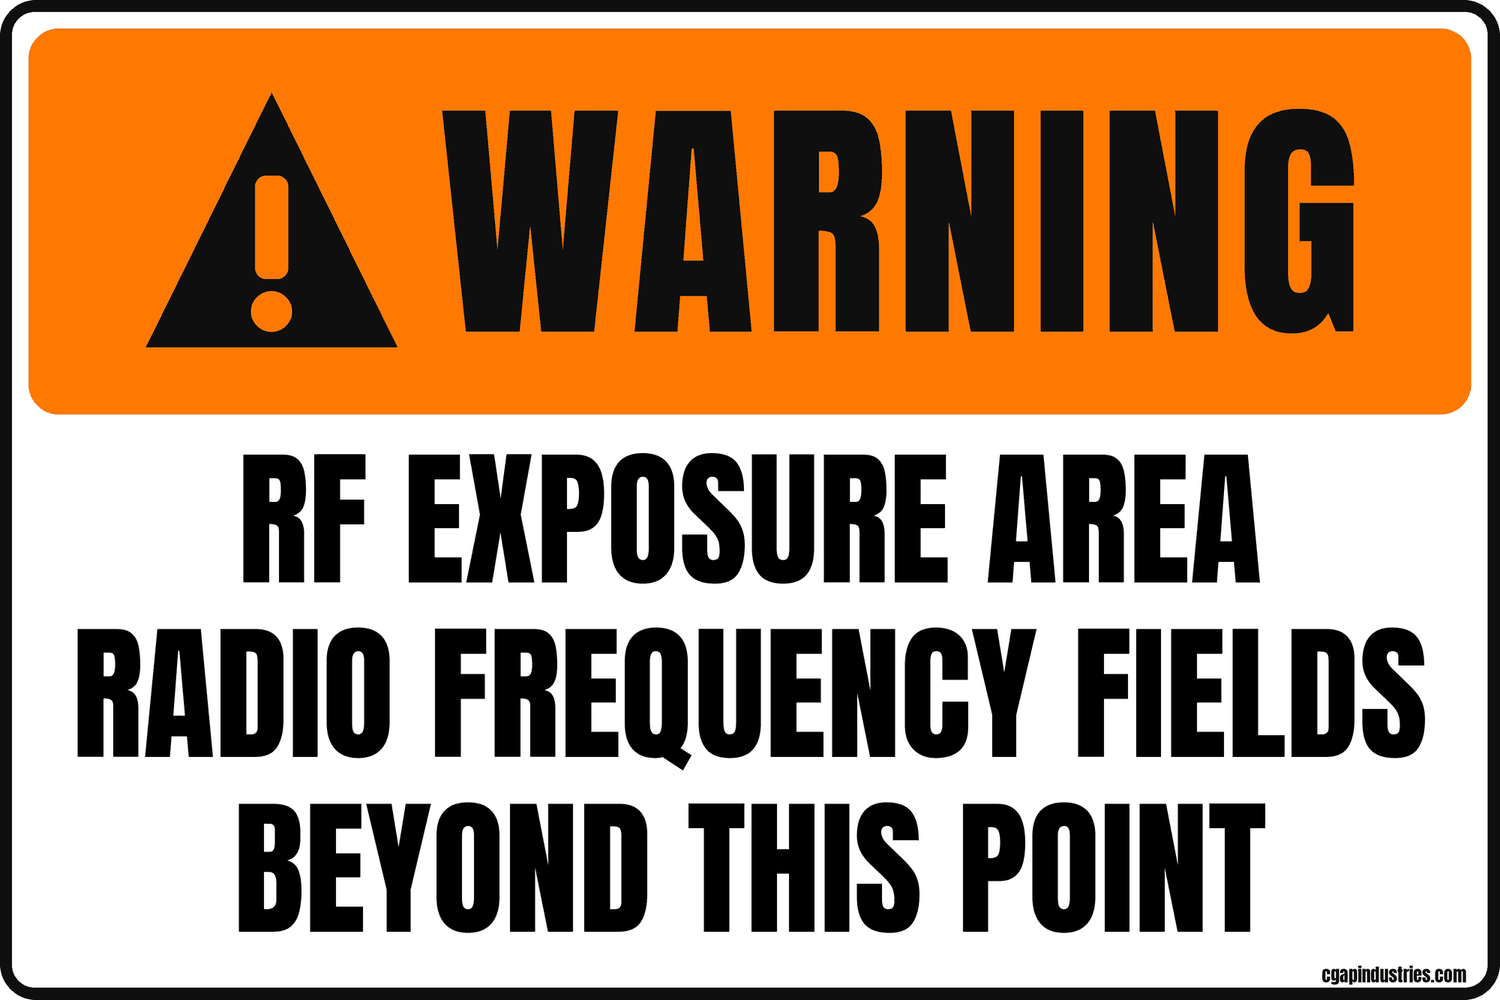 WARNING
RF EXPOSURE AREA
RADIO FREQUENCY FIELDS
BEYOND THIS POINT
cgapindustries.com